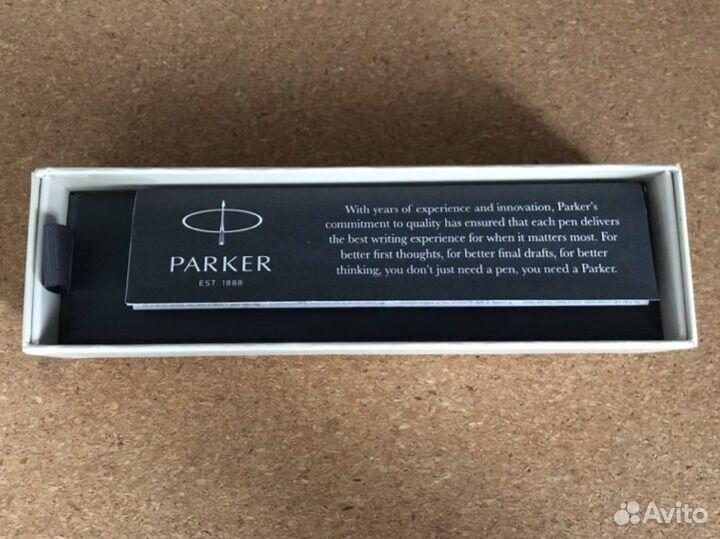 PARKER
EST. 1888
With years of experience and innovation, Parker's
commitment to quality has ensured that each pen delivers
the best writing experience for when it matters most. For
better first thoughts, for better final drafts, for better
thinking, you don't just need a pen, you need a Parker.
Avito